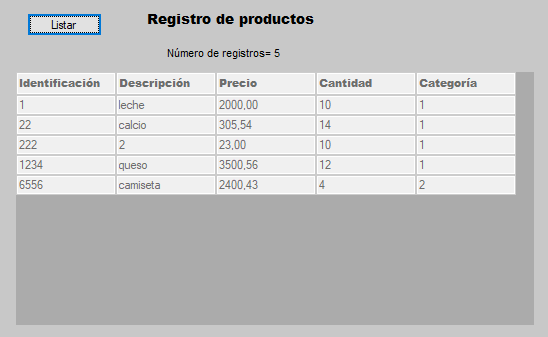 Listar
Registro de productos
Número de registros= 5
Identificación Descripción Precio Cantidad Categoría
1 leche 2000,00 10 1
22 calcio 305,54 14 1
222 2 23,00 10 1
1234 queso 3500,56 12 1
6556 camiseta 2400,43 4 2